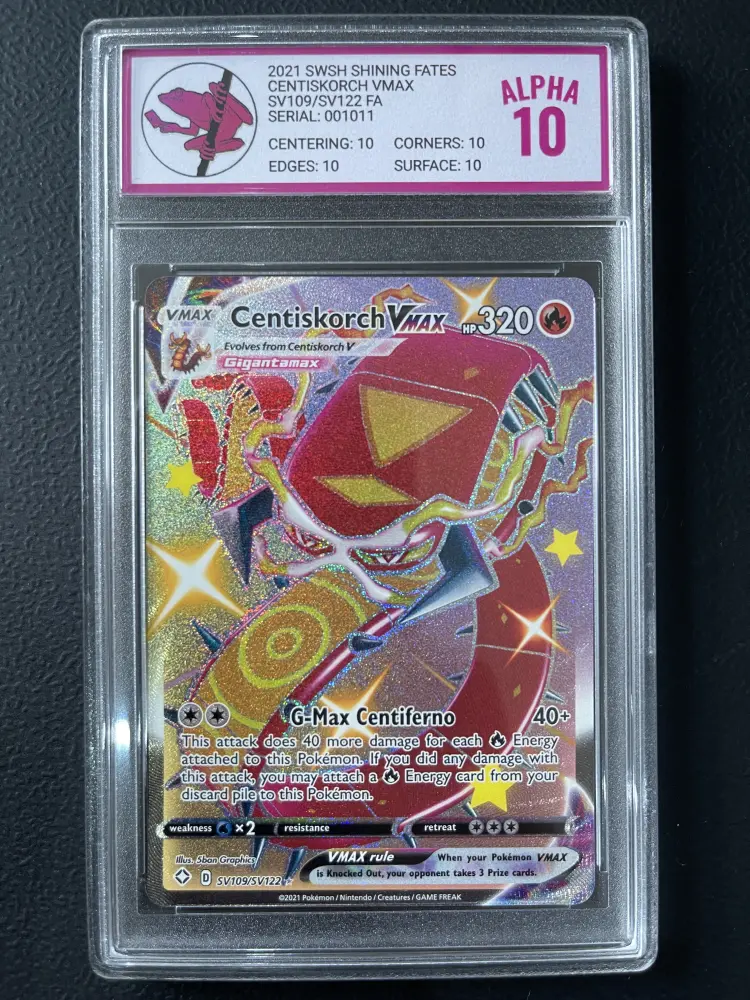 2021 SWSH SHINING FATES
CENTISKORCH VMAX
SV109/SV122 FA
SERIAL: 001011
CENTERING: 10 CORNERS: 10
EDGES: 10 SURFACE: 10
ALPHA
10
VMAX Centiskorch VMAX HP 320
Evolves from Centiskorch V
Gigantamax
G-Max Centiferno 40+
This attack does 40 more damage for each Energy
attached to this Pokémon. If you did any damage with
this attack, you may attach a Energy card from your
discard pile to this Pokémon.
weakness ×2 resistance retreat
Illus. 5ban Graphics
VMAX rule When your Pokémon VMAX
is Knocked Out, your opponent takes 3 Prize cards.
D SV109/SV122
©2021 Pokémon / Nintendo / Creatures / GAME FREAK